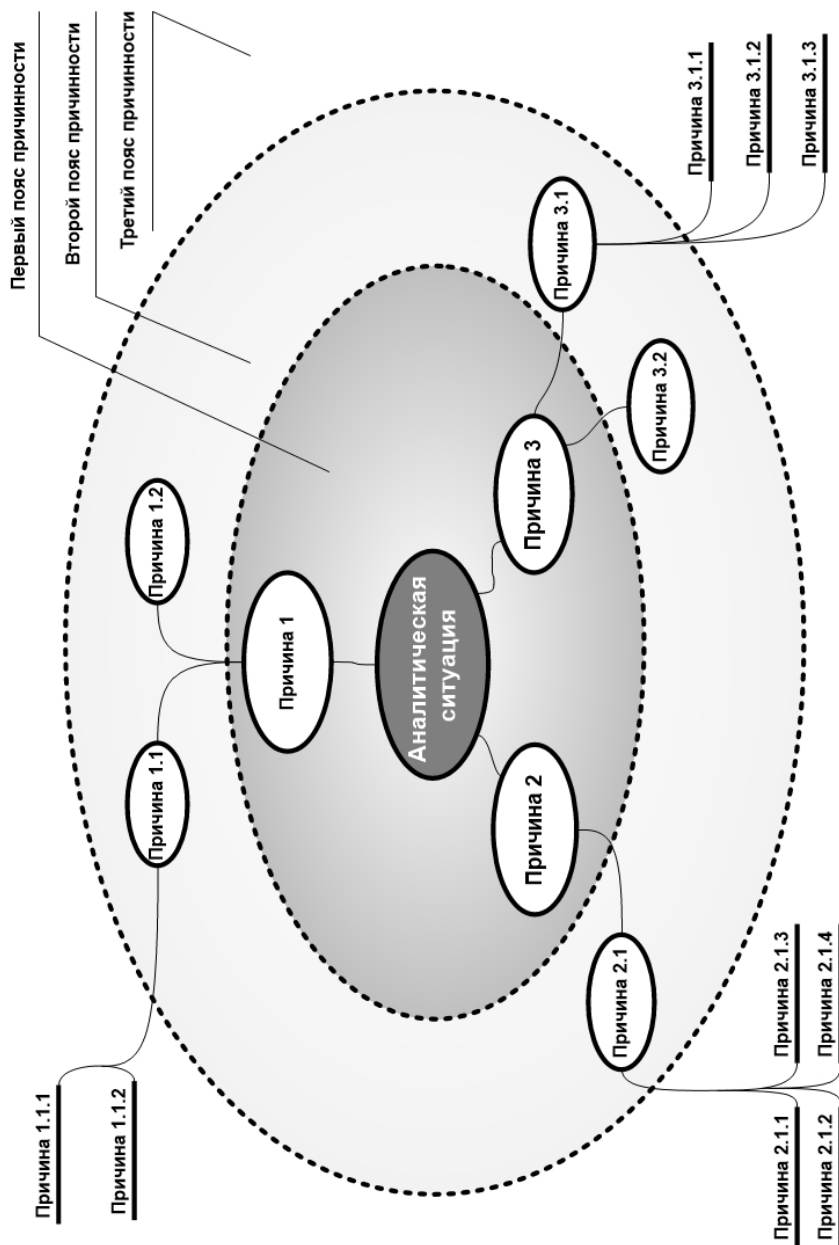 Первый пояс причинности
Второй пояс причинности
Третий пояс причинности
Причина 1.1.1
Причина 1.1.2
Причина 1.1
Причина 1.2
Причина 1
Аналитическая
ситуация
Причина 2
Причина 3
Причина 2.1
Причина 3.1
Причина 3.2
Причина 2.1.1
Причина 2.1.2
Причина 2.1.3
Причина 2.1.4
Причина 3.1.1
Причина 3.1.2
Причина 3.1.3